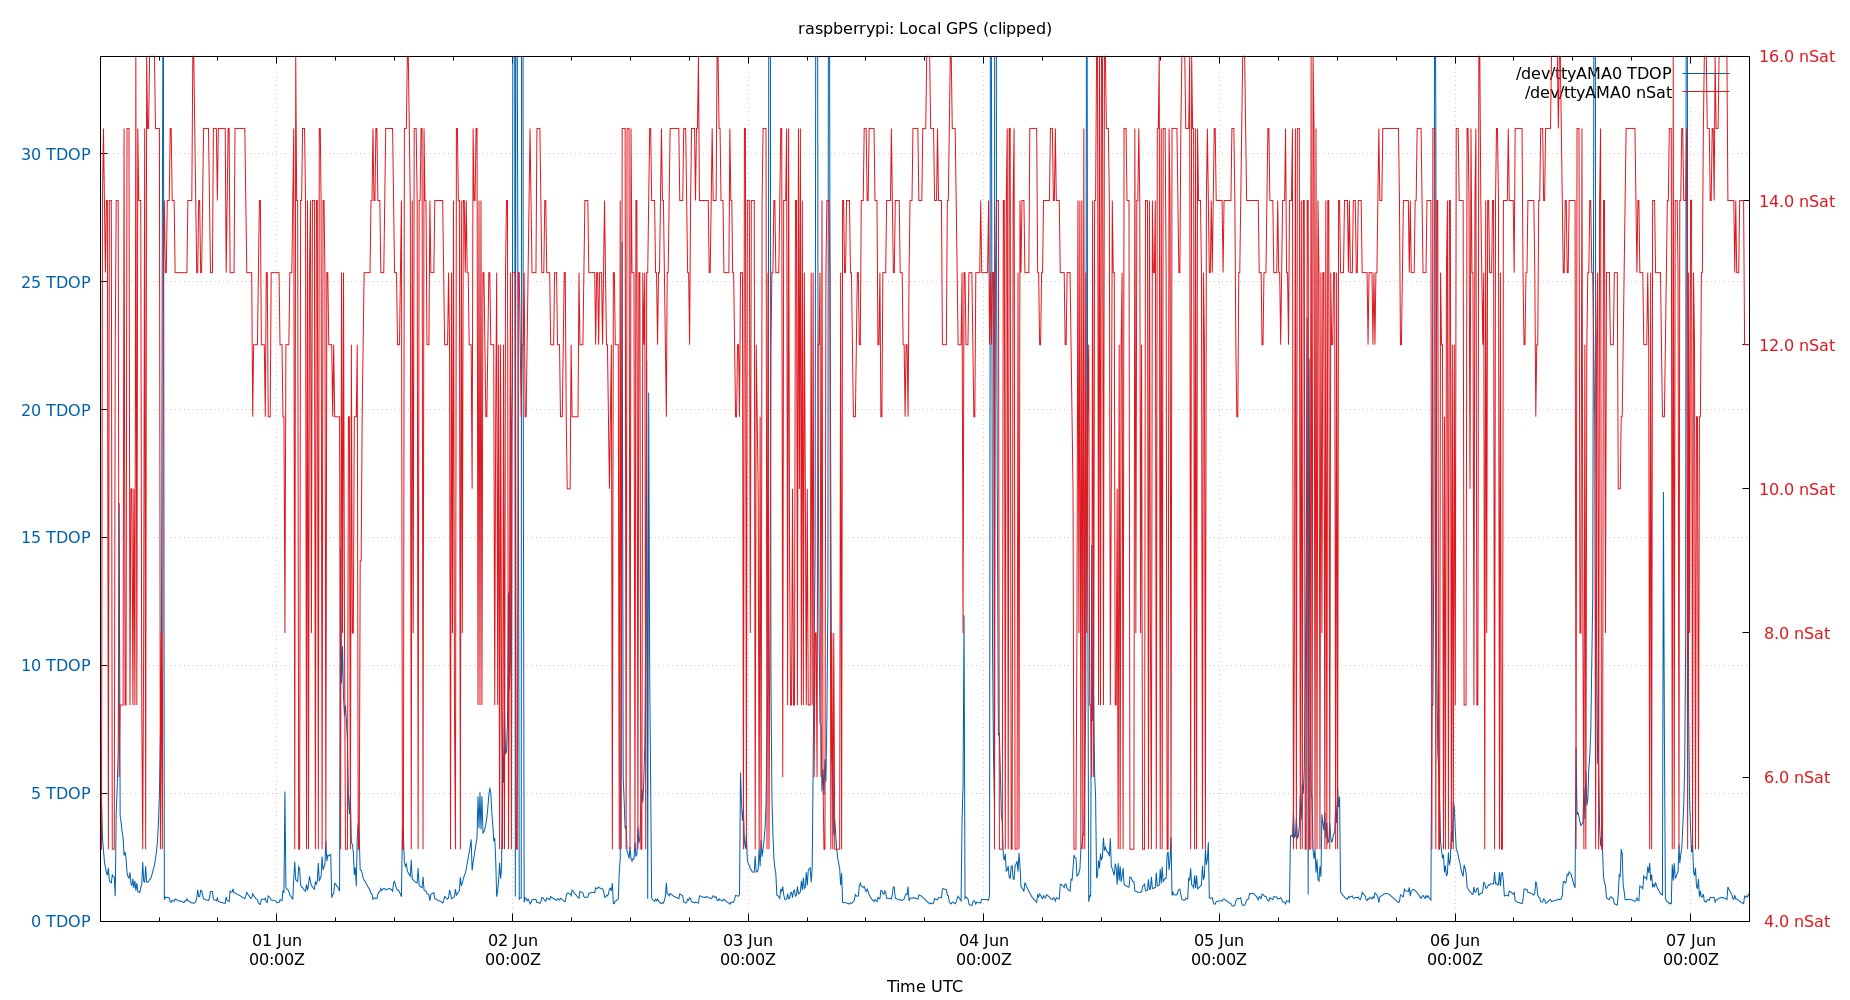 raspberrypi: Local GPS (clipped)
16.0 nSat
/dev/ttyAMA0 TDOP
/dev/ttyAMA0 nSat
30 TDOP
14.0 nSat
25 TDOP
12.0 nSat
20 TDOP
10.0 nSat
15 TDOP
8.0 nSat
10 TDOP
6.0 nSat
5 TDOP
0 TDOP
4.0 nSat
01 Jun 02 Jun 03 Jun 04 Jun 05 Jun 06 Jun 07 Jun
00:00Z 00:00Z 00:00Z 00:00Z 00:00Z 00:00Z 00:00Z
Time UTC